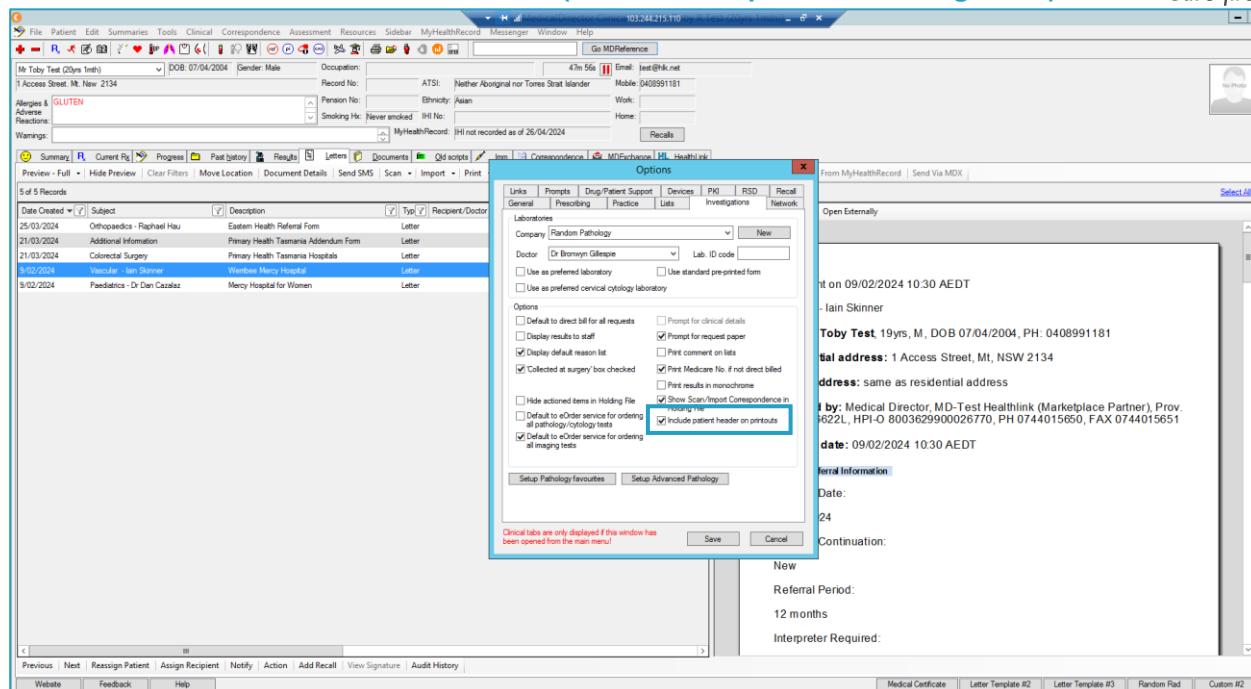 103.244.215.110
File Patient Edit Summaries Tools Clinical Correspondence Assessment Resources Sidebar MyHealthRecord Messenger Window Help
Go MDReference
Mr Toby Test (20yrs 1mth) DOB: 07/04/2004 Gender: Male Occupation: 47m 56s Email: test@hlk.net
1 Access Street. Mt. Nsw 2134 Record No: ATSI: Neither Aboriginal nor Torres Strait Islander Mobile: 0408991181
Allergies & Adverse Reactions: GLUTEN Pension No: Ethnicity: Asian Work:
Smoking Hx: Never smoked IHI No: Home:
Warnings: MyHealthRecord: IHI not recorded as of 26/04/2024 Recalls
No Photo
Summary Current Rx Progress Past history Results Letters Documents Old scripts Imm Correspondence MDExchange HealthLink
Preview - Full Hide Preview Clear Filters Move Location Document Details Send SMS Scan Import Print From MyHealthRecord Send Via MDX
5 of 5 Records Select All
Date Created Subject Description Typ Recipient/Doctor Open Externally
25/03/2024 Orthopaedics - Raphael Hau Eastern Health Referral Form Letter
21/03/2024 Additional Information Primary Health Tasmania Addendum Form Letter
21/03/2024 Colorectal Surgery Primary Health Tasmania Hospitals Letter
9/02/2024 Vascular - Iain Skinner Werribee Mercy Hospital Letter
9/02/2024 Paediatrics - Dr Dan Cazalaz Mercy Hospital for Women Letter
Options
Links Prompts Drug/Patient Support Devices PKI RSD Recall
General Prescribing Practice Lists Investigations Network
Laboratories
Company Random Pathology New
Doctor Dr Bronwyn Gillespie Lab. ID code
Use as preferred laboratory Use standard pre-printed form
Use as preferred cervical cytology laboratory
Options
Default to direct bill for all requests Prompt for clinical details
Display results to staff Prompt for request paper
Display default reason list Print comment on lists
'Collected at surgery' box checked Print Medicare No. if not direct billed
Print results in monochrome
Hide actioned items in Holding File Show Scan/Import Correspondence in Holding File
Default to eOrder service for ordering all pathology/cytology tests Include patient header on printouts
Default to eOrder service for ordering all imaging tests
Setup Pathology favourites Setup Advanced Pathology
Clinical tabs are only displayed if this window has been opened from the main menu!
Save Cancel
nt on 09/02/2024 10:30 AEDT
- Iain Skinner
Toby Test, 19yrs, M, DOB 07/04/2004, PH: 0408991181
tial address: 1 Access Street, Mt, NSW 2134
ddress: same as residential address
d by: Medical Director, MD-Test Healthlink (Marketplace Partner), Prov.
6622L, HPI-O 8003629900026770, PH 0744015650, FAX 0744015651
date: 09/02/2024 10:30 AEDT
ferral Information
Date:
24
Continuation:
New
Referral Period:
12 months
Interpreter Required:
Previous Next Reassign Patient Assign Recipient Notify Action Add Recall View Signature Audit History
Website Feedback Help Medical Certificate Letter Template #2 Letter Template #3 Random Rad Custom #2